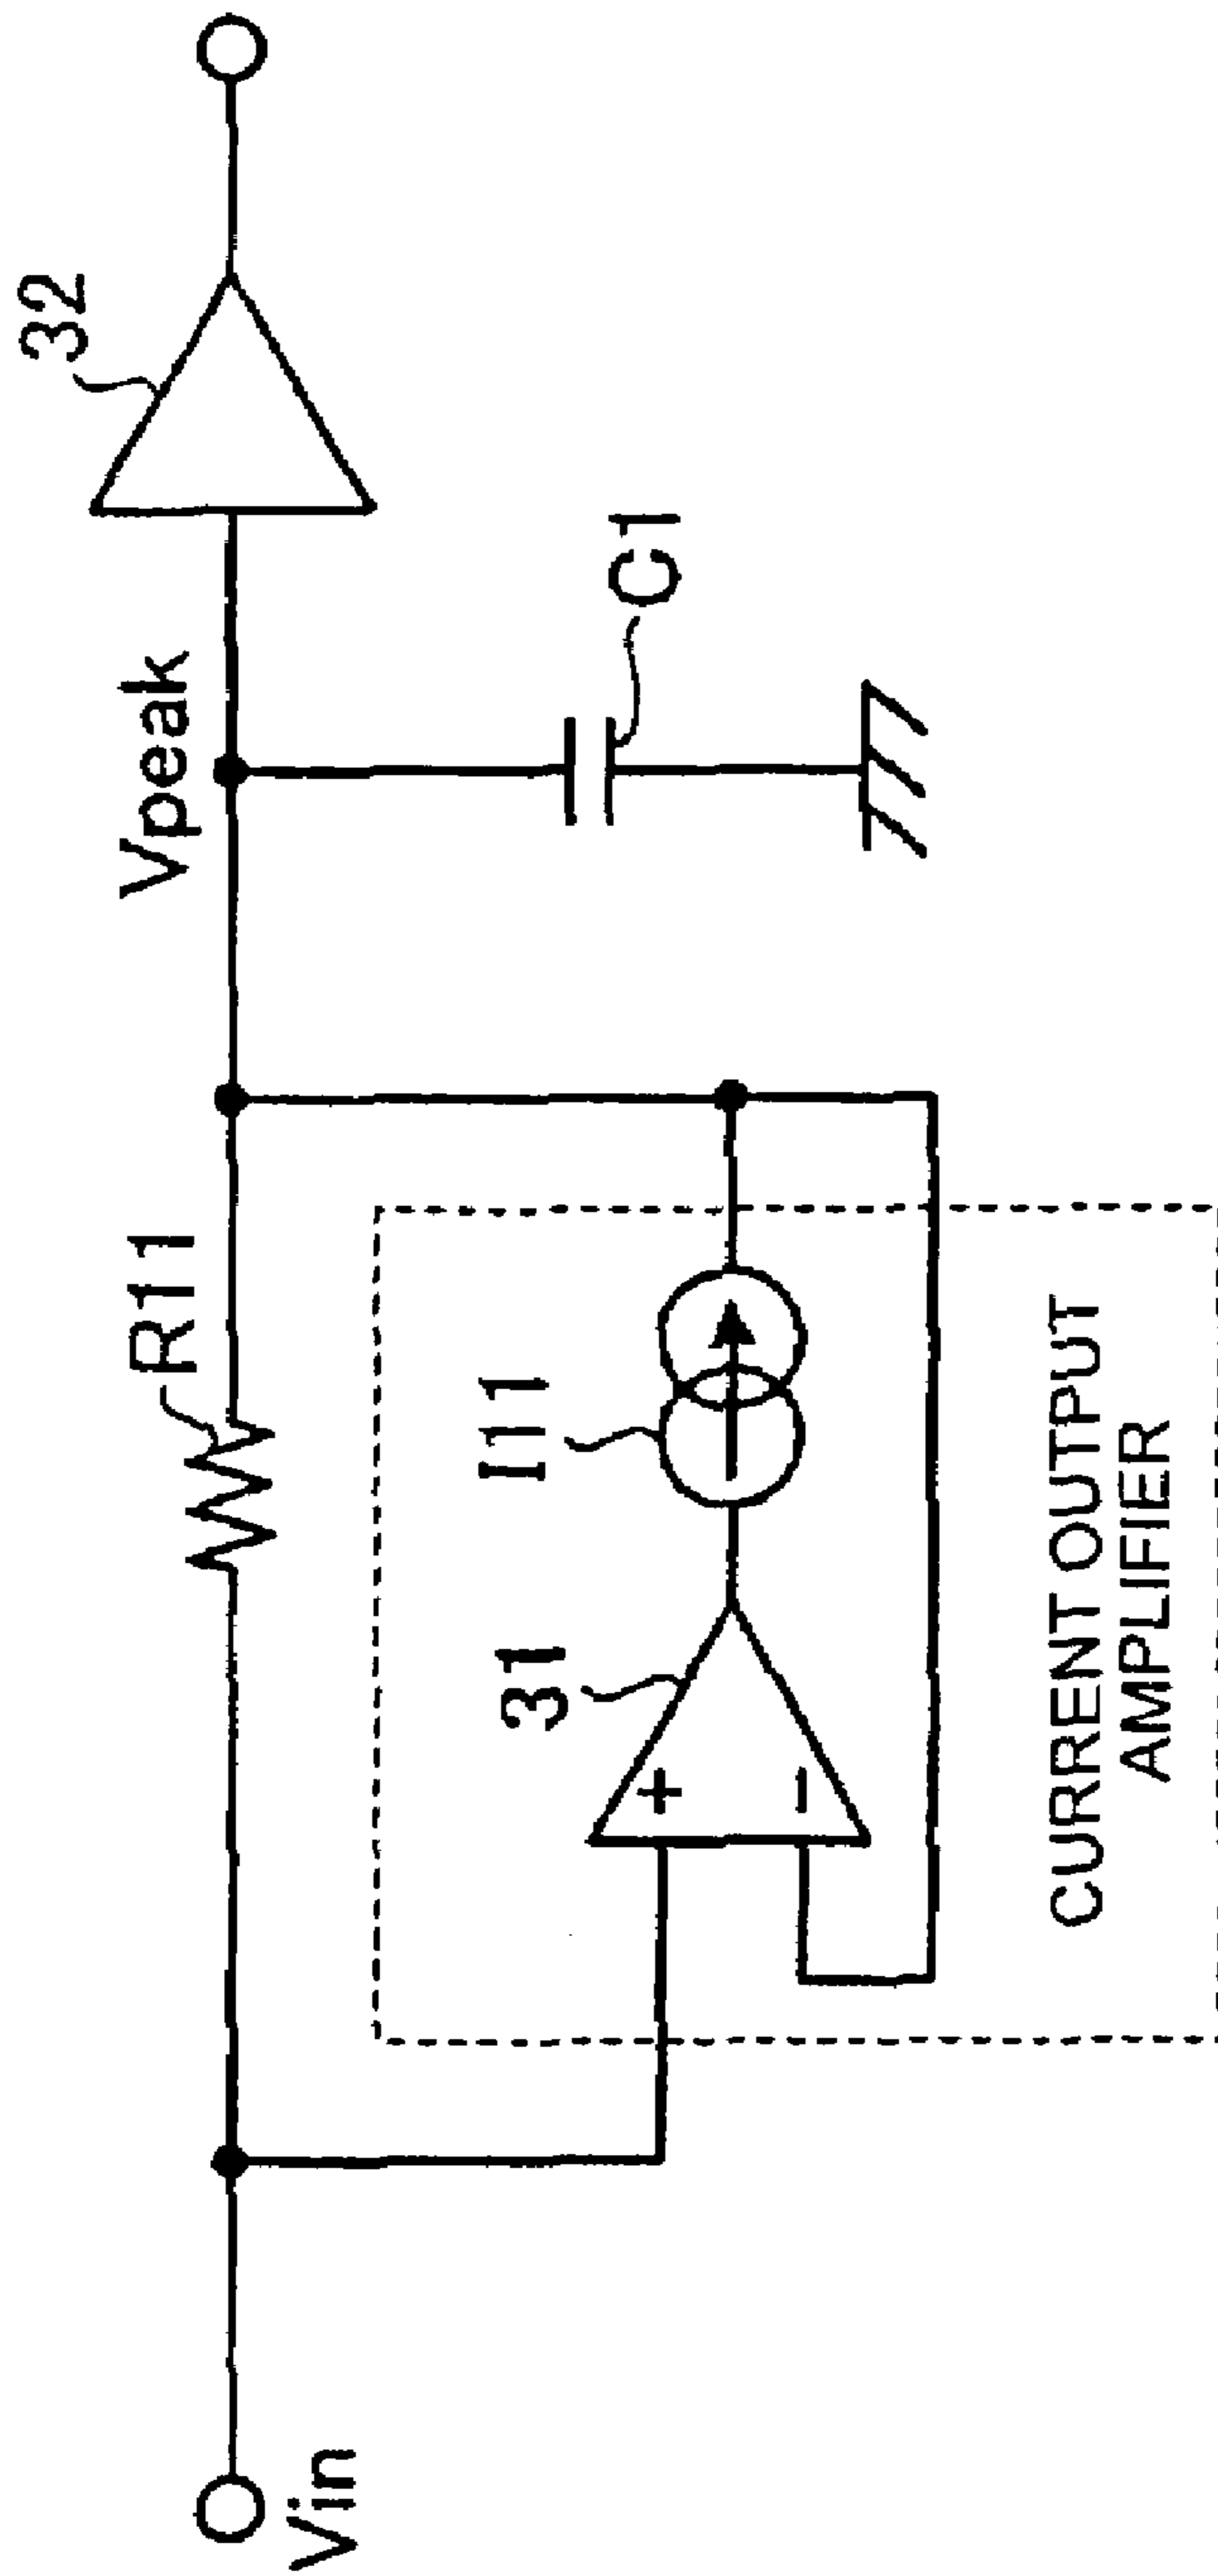 32
Vpeak
R11
C1
I11
31
+
−
Vin
CURRENT OUTPUT
AMPLIFIER